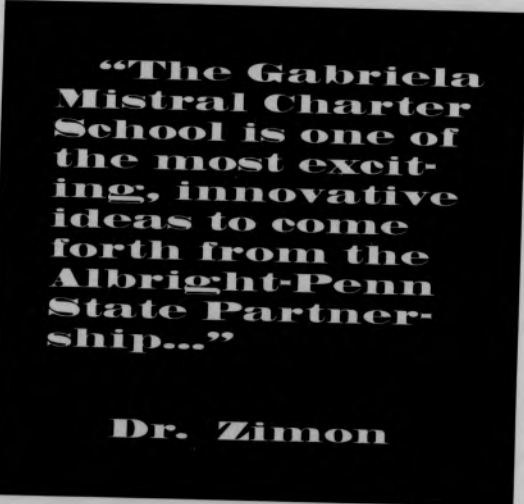 “The Gabriela
Mistral Charter
School is one of
the most excit-
ing, innovative
ideas to come
forth from the
Albright-Penn
State Partner-
ship...”
Dr. Zimon